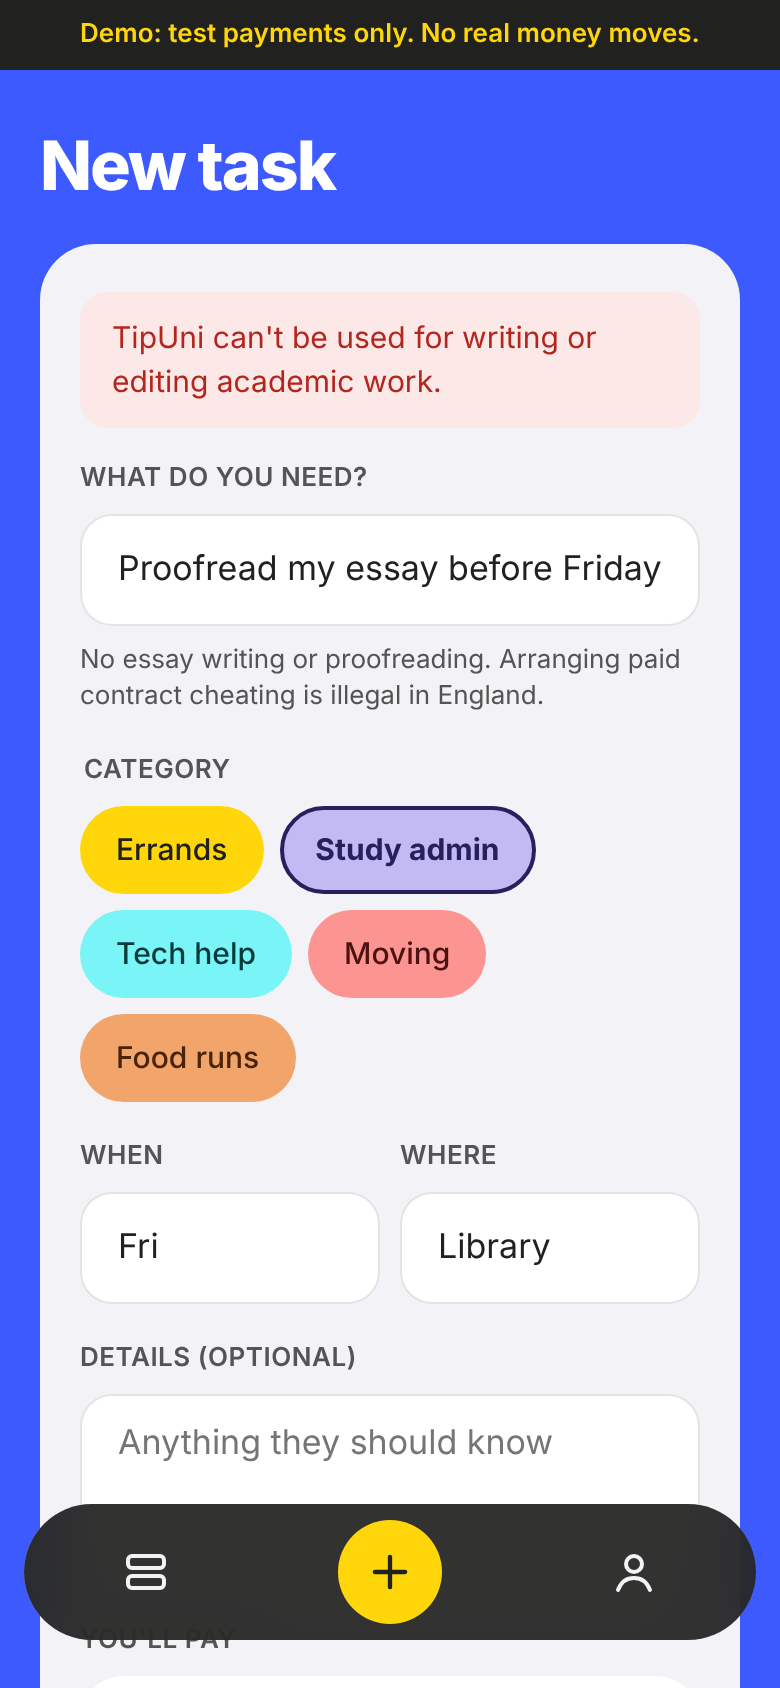 Demo: test payments only. No real money moves.
New task
TipUni can't be used for writing or
editing academic work.
WHAT DO YOU NEED?
Proofread my essay before Friday
No essay writing or proofreading. Arranging paid
contract cheating is illegal in England.
CATEGORY
Errands
Study admin
Tech help
Moving
Food runs
WHEN
WHERE
Fri
Library
DETAILS (OPTIONAL)
Anything they should know
YOU'LL PAY